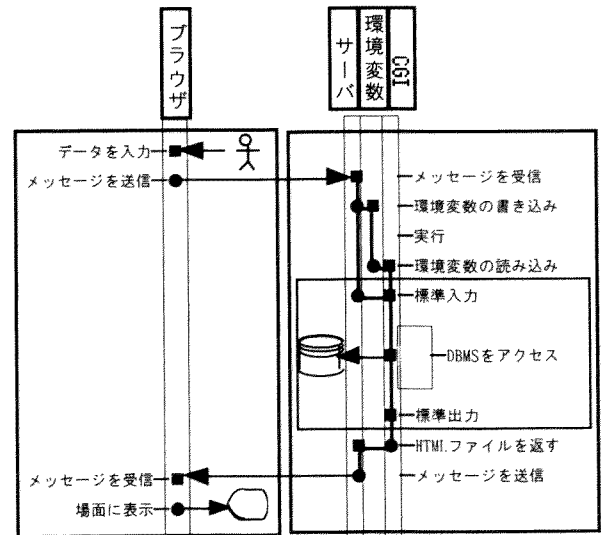 ブラウザ
サーバ
環境変数
CGI
データを入力
メッセージを送信
メッセージを受信
環境変数の書き込み
実行
環境変数の読み込み
標準入力
DBMSをアクセス
標準出力
HTMLファイルを返す
メッセージを送信
メッセージを受信
場面に表示